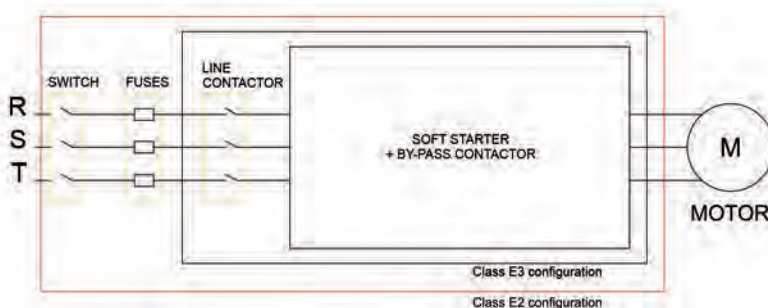 SWITCH
FUSES
LINE
CONTACTOR
R
S
T
SOFT STARTER
+ BY-PASS CONTACTOR
M
MOTOR
Class E3 configuration
Class E2 configuration